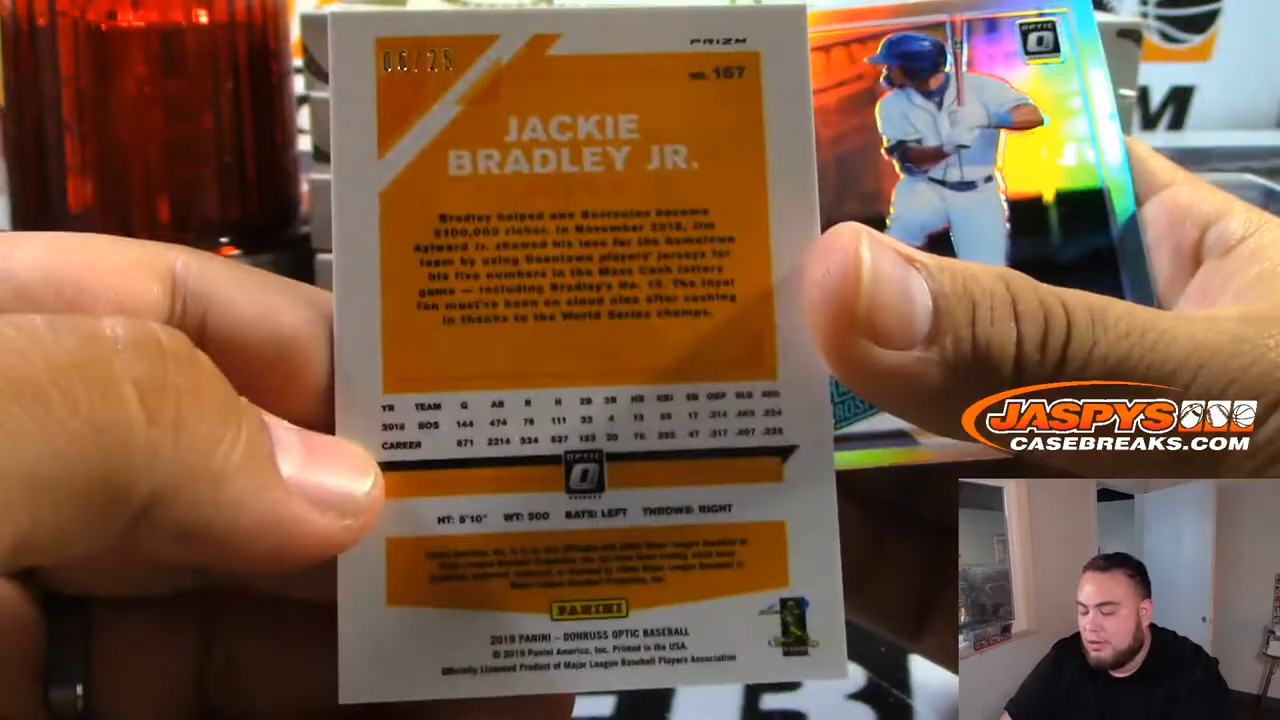 06/25
PRIZM
NO. 167
JACKIE
BRADLEY JR.
Bradley helped one Bostonian become
$100,000 richer. In November 2018, Jim
Aylward Jr. showed his love for the hometown
team by using Beantown players' jerseys for
his five numbers in the Mass Cash lottery
game — including Bradley's No. 19. The loyal
fan must've been on cloud nine after cashing
in thanks to the World Series champs.
YR TEAM G AB R H 2B 3B HR RBI SB OBP SLG AVG
2018 BOS 144 474 76 111 33 4 13 59 17 .314 .403 .234
CAREER 671 2214 334 527 47 .317 .407
OPTIC
HT: 5'10" WT: 200 BATS: LEFT THROWS: RIGHT
PANINI
2019 PANINI – DONRUSS OPTIC BASEBALL
© 2019 Panini America, Inc. Printed in the USA.
Officially Licensed Product of Major League Baseball Players Association
OPTIC
BOS
M
JASPYS
CASEBREAKS.COM